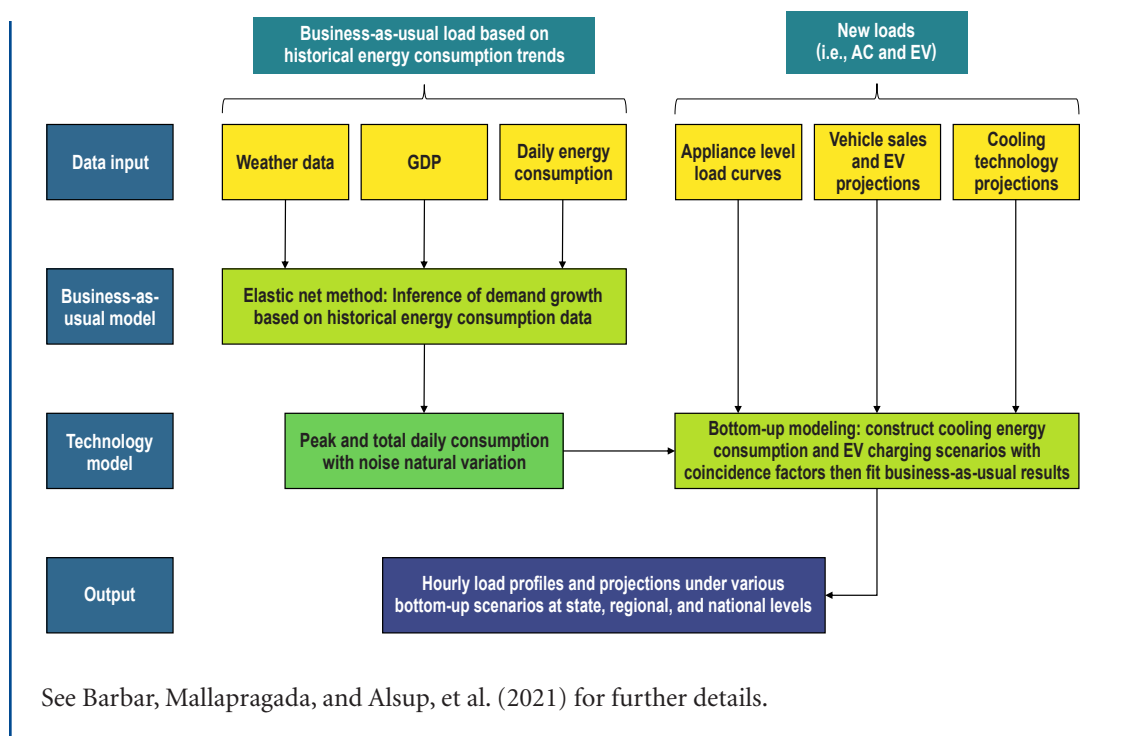 Business-as-usual load based on
historical energy consumption trends
New loads
(i.e., AC and EV)
Data input
Weather data
GDP
Daily energy
consumption
Appliance level
load curves
Vehicle sales
and EV
projections
Cooling
technology
projections
Business-as-
usual model
Elastic net method: Inference of demand growth
based on historical energy consumption data
Technology
model
Peak and total daily consumption
with noise natural variation
Bottom-up modeling: construct cooling energy
consumption and EV charging scenarios with
coincidence factors then fit business-as-usual results
Output
Hourly load profiles and projections under various
bottom-up scenarios at state, regional, and national levels
See Barbar, Mallapragada, and Alsup, et al. (2021) for further details.